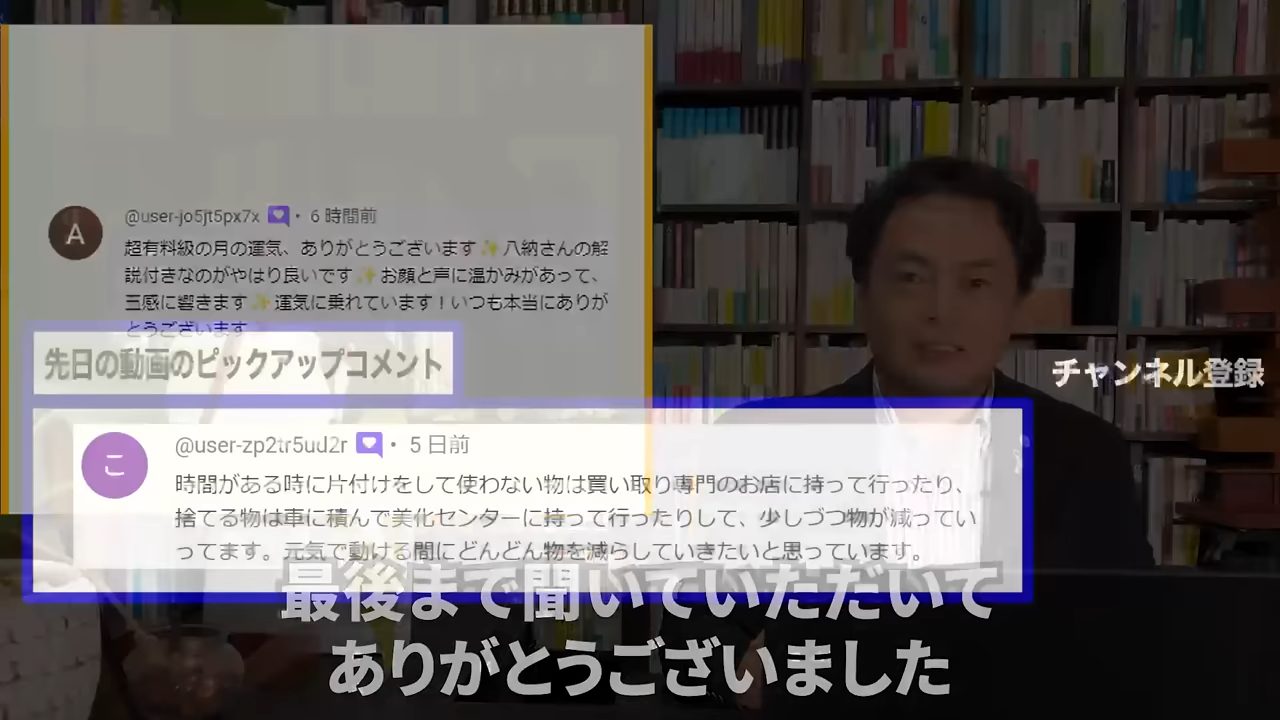 A
@user-jo5jt5px7x ・ 6 時間前
超有料級の月の運気、ありがとうございます✨八納さんの解
説付きなのがやはり良いです✨お顔と声に温かみがあって、
五感に響きます✨運気に乗れています！いつも本当にありが
とうございます
先日の動画のピックアップコメント
チャンネル登録
こ
@user-zp2tr5ud2r ・ 5 日前
時間がある時に片付けをして使わない物は買い取り専門のお店に持って行ったり、
捨てる物は車に積んで美化センターに持って行ったりして、少しづつ物が減ってい
ってます。元気で動ける間にどんどん物を減らしていきたいと思っています。
最後まで聞いていただいて
ありがとうございました